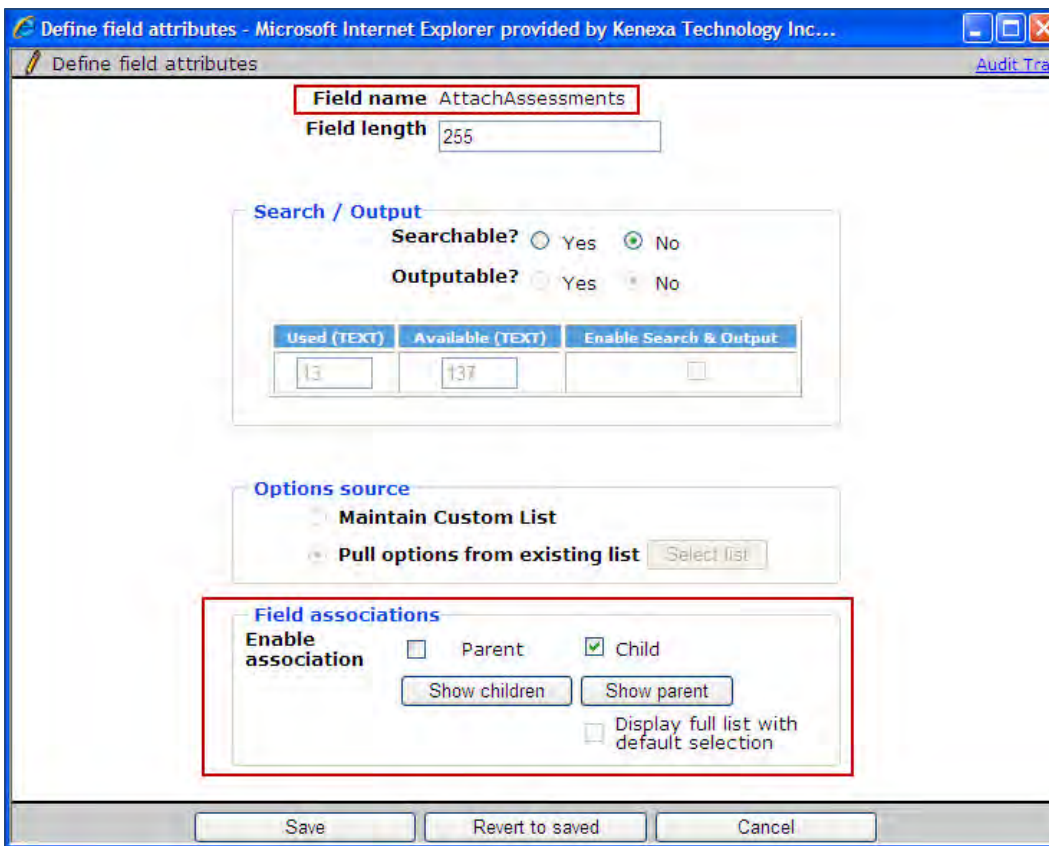 Define field attributes - Microsoft Internet Explorer provided by Kenexa Technology Inc...
Define field attributes Audit Tra
Field name AttachAssessments
Field length 255
Search / Output
Searchable? Yes No
Outputable? Yes No
Used (TEXT) Available (TEXT) Enable Search & Output
13 137
Options source
Maintain Custom List
Pull options from existing list Select list
Field associations
Enable association Parent Child
Show children Show parent
Display full list with
default selection
Save Revert to saved Cancel